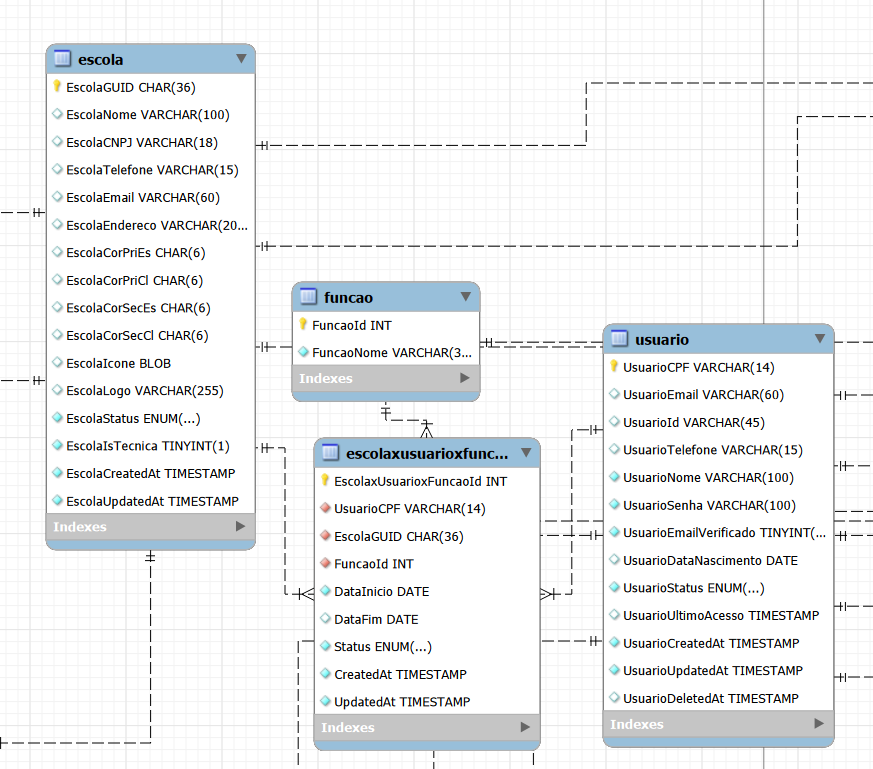 escola
EscolaGUID CHAR(36)
EscolaNome VARCHAR(100)
EscolaCNPJ VARCHAR(18)
EscolaTelefone VARCHAR(15)
EscolaEmail VARCHAR(60)
EscolaEndereco VARCHAR(20...
EscolaCorPriEs CHAR(6)
EscolaCorPriCl CHAR(6)
EscolaCorSecEs CHAR(6)
EscolaCorSecCl CHAR(6)
EscolaIcone BLOB
EscolaLogo VARCHAR(255)
EscolaStatus ENUM(...)
EscolaIsTecnica TINYINT(1)
EscolaCreatedAt TIMESTAMP
EscolaUpdatedAt TIMESTAMP
Indexes
funcao
FuncaoId INT
FuncaoNome VARCHAR(3...
Indexes
escolaxusuarioxfunc...
EscolaxUsuarioxFuncaoId INT
UsuarioCPF VARCHAR(14)
EscolaGUID CHAR(36)
FuncaoId INT
DataInicio DATE
DataFim DATE
Status ENUM(...)
CreatedAt TIMESTAMP
UpdatedAt TIMESTAMP
Indexes
usuario
UsuarioCPF VARCHAR(14)
UsuarioEmail VARCHAR(60)
UsuarioId VARCHAR(45)
UsuarioTelefone VARCHAR(15)
UsuarioNome VARCHAR(100)
UsuarioSenha VARCHAR(100)
UsuarioEmailVerificado TINYINT(...
UsuarioDataNascimento DATE
UsuarioStatus ENUM(...)
UsuarioUltimoAcesso TIMESTAMP
UsuarioCreatedAt TIMESTAMP
UsuarioUpdatedAt TIMESTAMP
UsuarioDeletedAt TIMESTAMP
Indexes